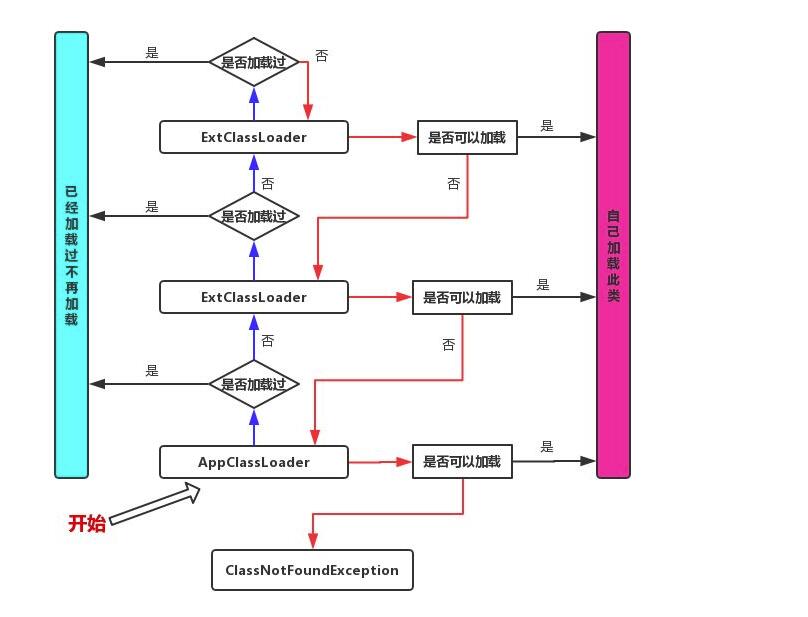 是
是否加载过
否
ExtClassLoader
是否可以加载
是
否
否
是
是否加载过
已经加载过不再加载
自己加载此类
ExtClassLoader
是否可以加载
是
否
否
是
是否加载过
AppClassLoader
是否可以加载
是
开始
ClassNotFoundException